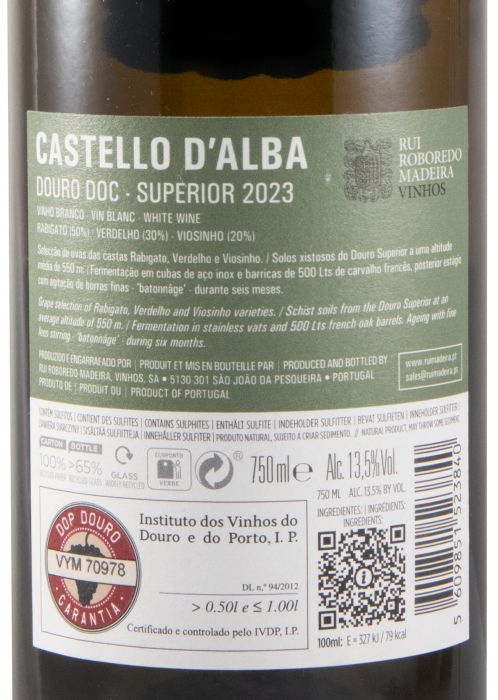 CASTELLO D'ALBA
DOURO DOC - SUPERIOR 2023
VINHO BRANCO - VIN BLANC - WHITE WINE
RABIGATO (50%) - VERDELHO (30%) - VIOSINHO (20%)
RUI
ROBOREDO
MADEIRA
VINHOS
Selecção de uvas das castas Rabigato, Verdelho e Viosinho. / Solos xistosos do Douro Superior a uma altitude
média de 550 m. / Fermentação em cubas de aço inox e barricas de 500 Lts de carvalho francês, posterior estágio
com agitação de borras finas - 'batonnâge' - durante seis meses.
Grape selection of Rabigato, Verdelho and Viosinho varieties. / Schist soils from the Douro Superior at an
average altitude of 550 m. / Fermentation in stainless vats and 500 Lts french oak barrels. Ageing with fine
lees stirring - 'batonnâge' - during six months.
PRODUZIDO E ENGARRAFADO POR | PRODUIT ET MIS EN BOUTEILLE PAR | PRODUCED AND BOTTLED BY
RUI ROBOREDO MADEIRA, VINHOS, SA • 5130 301 SÃO JOÃO DA PESQUEIRA • PORTUGAL
PRODUTO DE | PRODUIT DU | PRODUCT OF PORTUGAL
www.ruimadeira.pt
sales@ruimadeira.pt
CONTÉM SULFITOS | CONTIENT DES SULFITES | CONTAINS SULPHITES | ENTHÄLT SULFITE | INDEHOLDER SULFITTER | BEVAT SULFIETEN | INNEHOLDER SULFITTER |
ZAWIERA SIARCZYNY | SISÄLTÄÄ SULFIITTEJA | INNEHÅLLER SULFITER | PRODUTO NATURAL, SUJEITO A CRIAR SEDIMENTO. // NATURAL PRODUCT, MAY THROW SOME SEDIMENT
CARTON BOTTLE
100% >65%
RECYCLED GLASS
GLASS
WIDELY RECYCLED
ECOPONTO
VERDE
750 ml e Alc. 13,5% Vol.
750 ML ALC. 13,5% BY VOL.
INGREDIENTES: | INGRÉDIENTS:
INGREDIENTS:
100ml: E = 327 kJ / 79 kcal
5 609851 523840
DOP DOURO
VYM 70978
GARANTIA
Instituto dos Vinhos do
Douro e do Porto, I. P.
DL n.º 94/2012
> 0.50l e ≤ 1.00l
Certificado e controlado pelo IVDP, I.P.